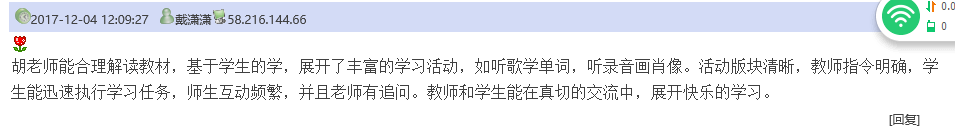 2017-12-04 12:09:27 戴潇潇 58.216.144.66
0.0
0
胡老师能合理解读教材，基于学生的学，展开了丰富的学习活动，如听歌学单词，听录音画肖像。活动版块清晰，教师指令明确，学
生能迅速执行学习任务，师生互动频繁，并且老师有追问。教师和学生能在真切的交流中，展开快乐的学习。
[回复]